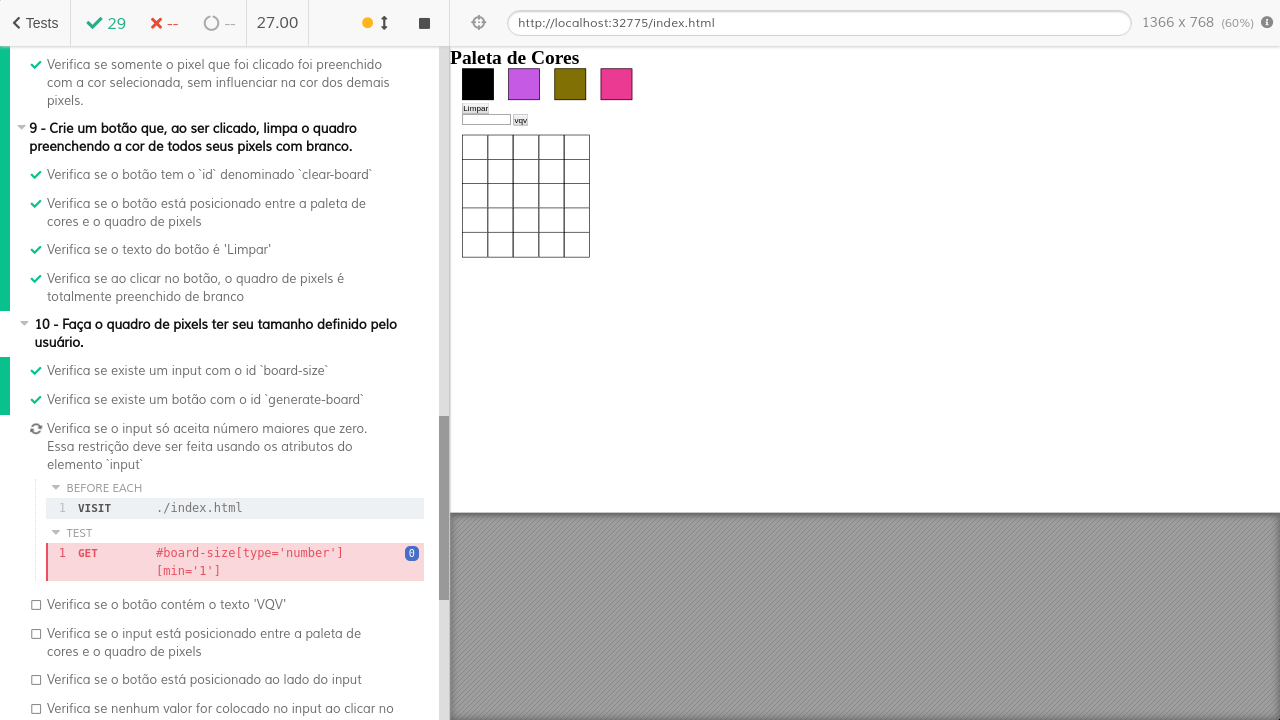 Tests 29 -- -- 27.00
Verifica se somente o pixel que foi clicado foi preenchido
com a cor selecionada, sem influenciar na cor dos demais
pixels.
9 - Crie um botão que, ao ser clicado, limpa o quadro
preenchendo a cor de todos seus pixels com branco.
Verifica se o botão tem o `id` denominado `clear-board`
Verifica se o botão está posicionado entre a paleta de
cores e o quadro de pixels
Verifica se o texto do botão é 'Limpar'
Verifica se ao clicar no botão, o quadro de pixels é
totalmente preenchido de branco
10 - Faça o quadro de pixels ter seu tamanho definido pelo
usuário.
Verifica se existe um input com o id `board-size`
Verifica se existe um botão com o id `generate-board`
Verifica se o input só aceita número maiores que zero.
Essa restrição deve ser feita usando os atributos do
elemento `input`
BEFORE EACH
1 VISIT ./index.html
TEST
1 GET #board-size[type='number'] 0
[min='1']
Verifica se o botão contém o texto 'VQV'
Verifica se o input está posicionado entre a paleta de
cores e o quadro de pixels
Verifica se o botão está posicionado ao lado do input
Verifica se nenhum valor for colocado no input ao clicar no
http://localhost:32775/index.html 1366 x 768 (60%)
Paleta de Cores
Limpar
vqv